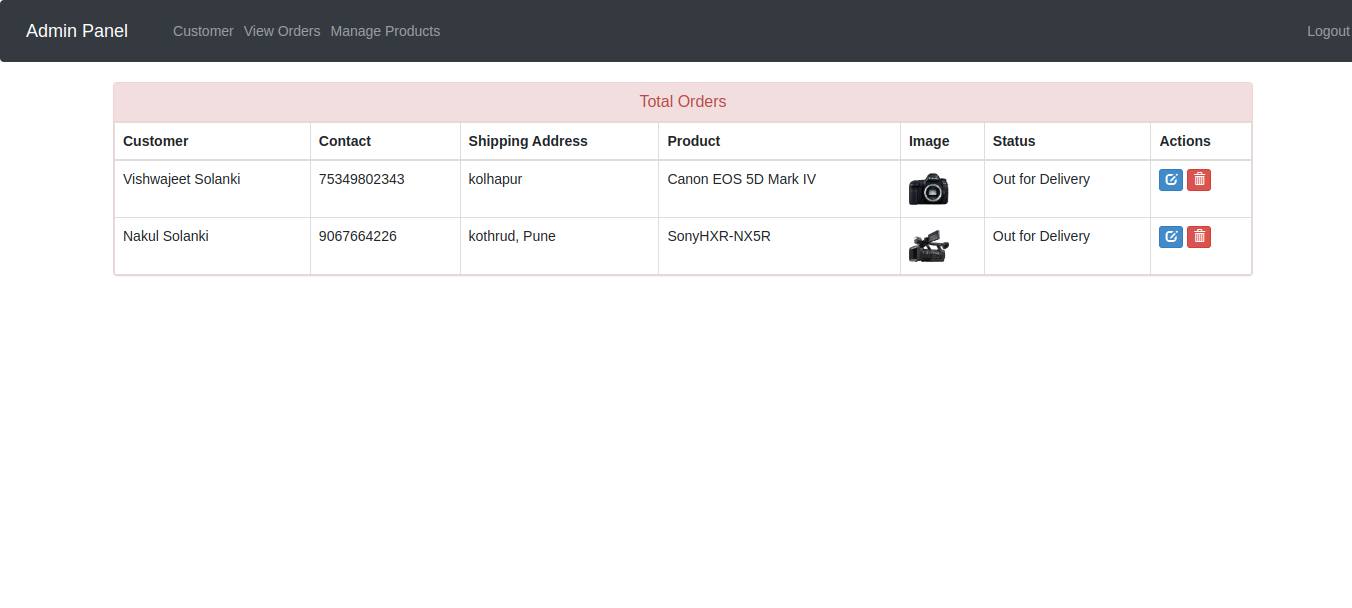 Admin Panel Customer View Orders Manage Products Logout
Total Orders
Customer Contact Shipping Address Product Image Status Actions
Vishwajeet Solanki 75349802343 kolhapur Canon EOS 5D Mark IV Out for Delivery
Nakul Solanki 9067664226 kothrud, Pune SonyHXR-NX5R Out for Delivery